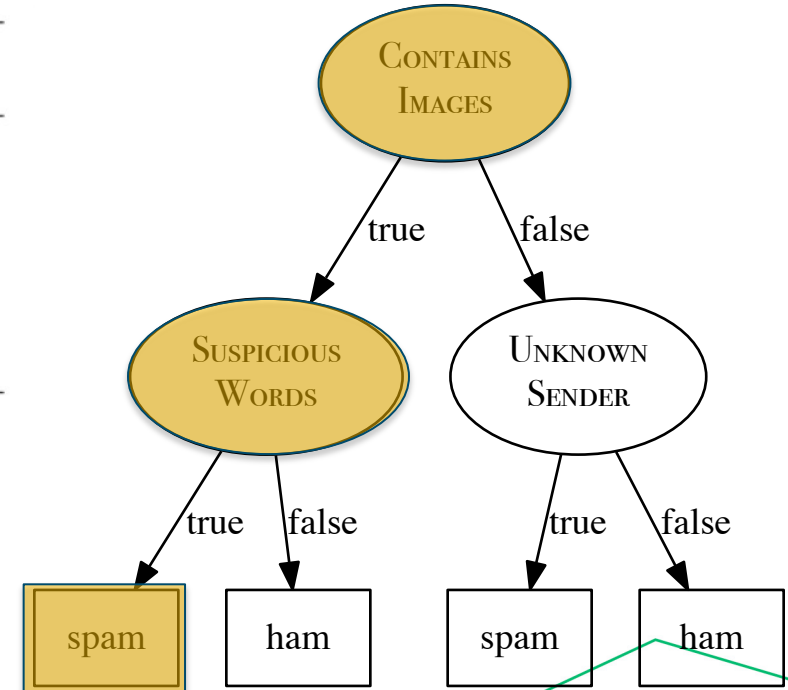 CONTAINS
IMAGES
true
false
SUSPICIOUS
WORDS
UNKNOWN
SENDER
true
false
true
false
spam
ham
spam
ham